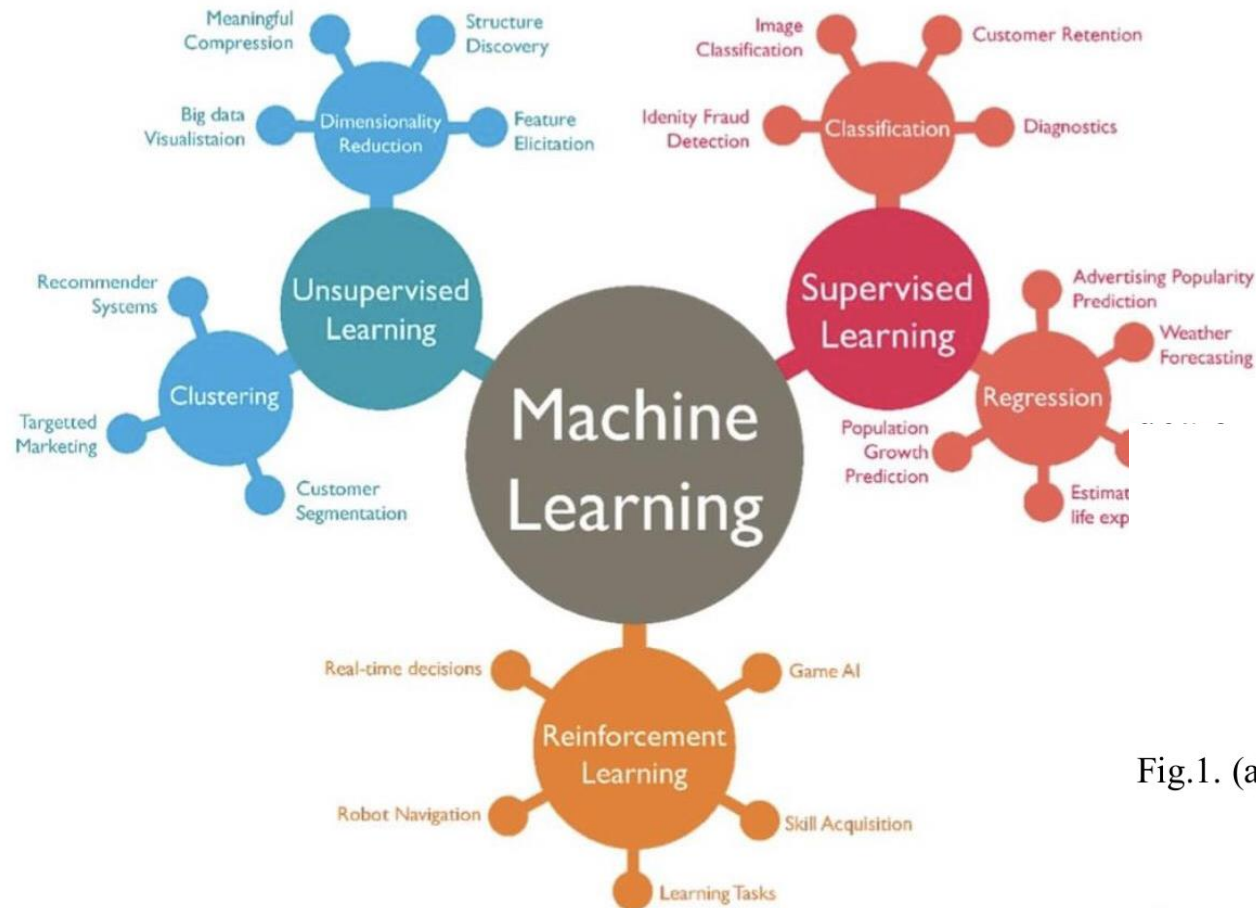 Meaningful
Compression
Structure
Discovery
Big data
Visualistaion
Dimensionality
Reduction
Feature
Elicitation
Image
Classification
Customer Retention
Idenity Fraud
Detection
Classification
Diagnostics
Unsupervised
Learning
Supervised
Learning
Recommender
Systems
Clustering
Targetted
Marketing
Customer
Segmentation
Advertising Popularity
Prediction
Weather
Forecasting
Regression
Population
Growth
Prediction
Estimat
life exp
Machine
Learning
Real-time decisions
Game AI
Reinforcement
Learning
Robot Navigation
Skill Acquisition
Learning Tasks
Fig.1. (a